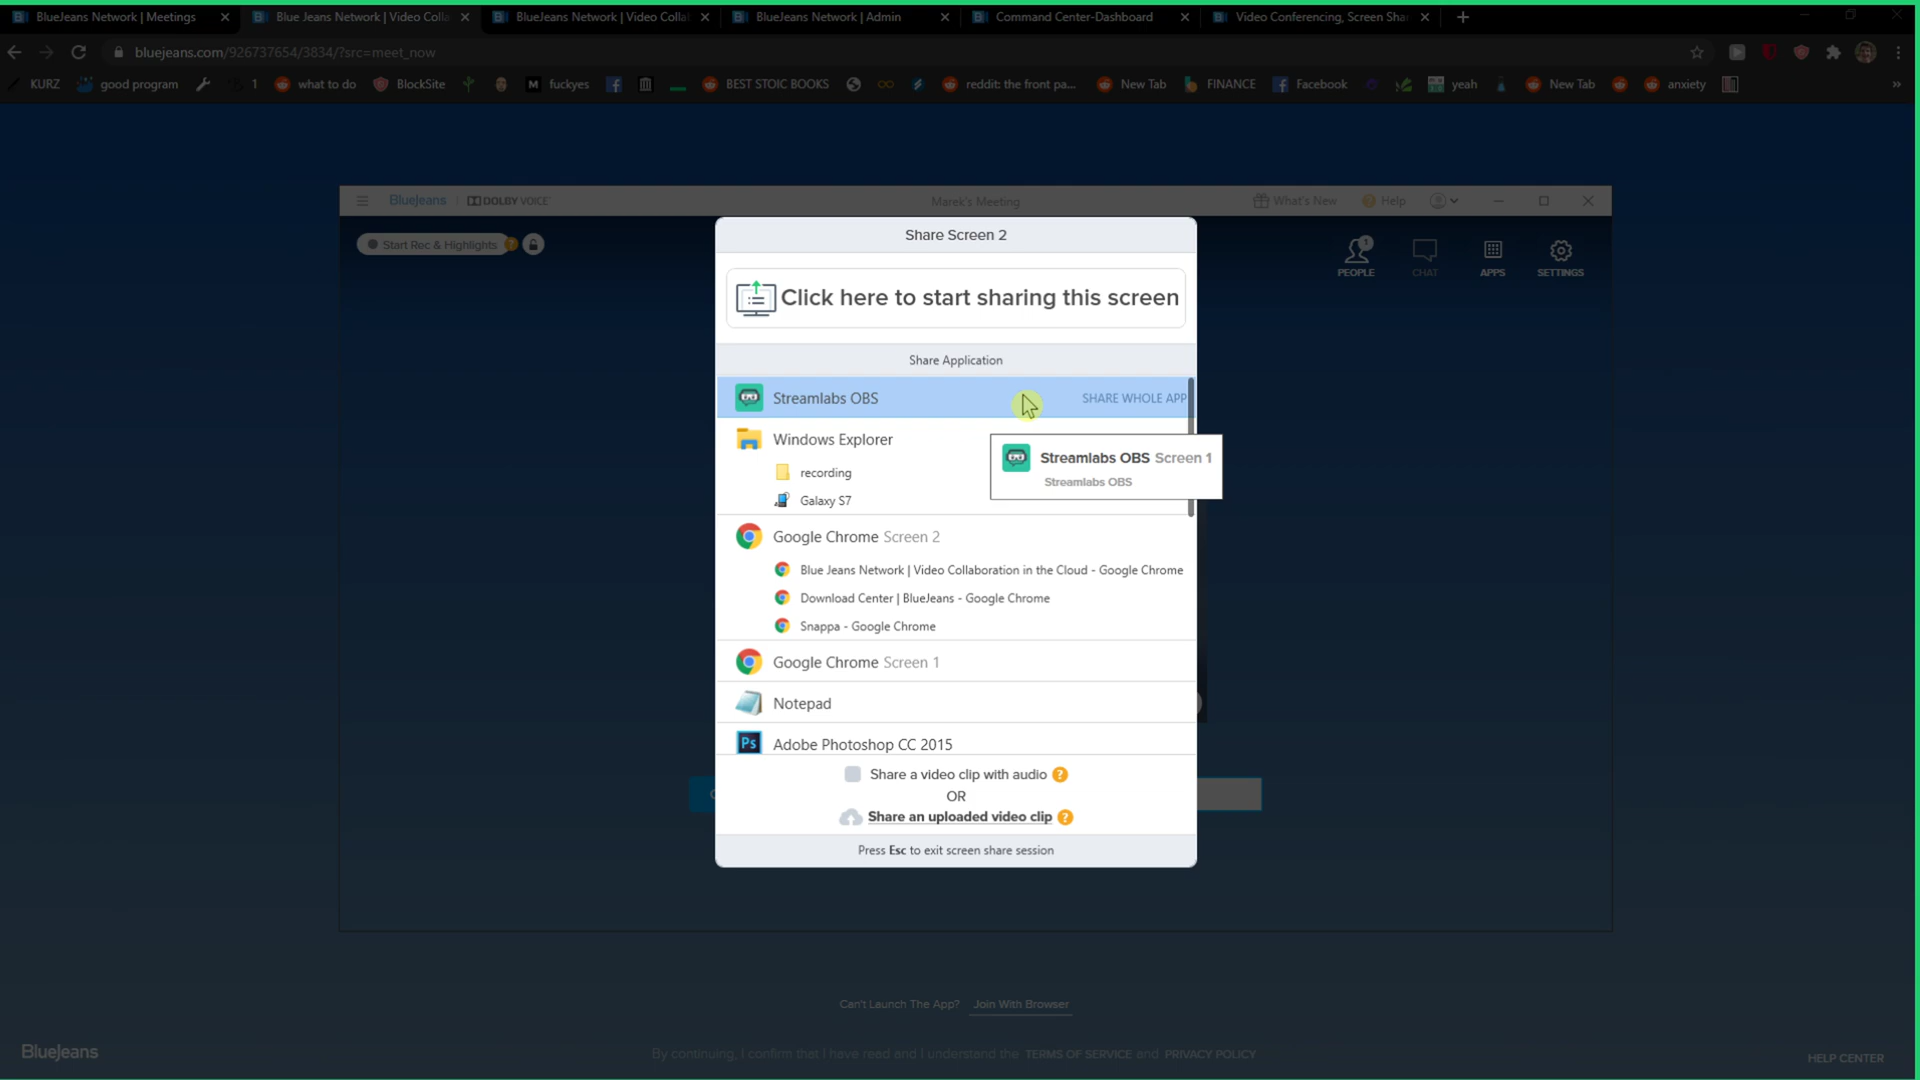 BlueJeans Network | Meetings
Blue Jeans Network | Video Colla
BlueJeans Network | Video Collab
BlueJeans Network | Admin
Command Center-Dashboard
Video Conferencing, Screen Shar
bluejeans.com/926737654/3834/?src=meet_now
KURZ
good program
1
what to do
BlockSite
M
fuckyes
BEST STOIC BOOKS
reddit: the front pa...
New Tab
FINANCE
Facebook
yeah
New Tab
anxiety
BlueJeans | DOLBY VOICE
Marek's Meeting
What's New
Help
Start Rec & Highlights
PEOPLE
CHAT
APPS
SETTINGS
Share Screen 2
Click here to start sharing this screen
Share Application
Streamlabs OBS
SHARE WHOLE APP
Windows Explorer
recording
Galaxy S7
Streamlabs OBS Screen 1
Streamlabs OBS
Google Chrome Screen 2
Blue Jeans Network | Video Collaboration in the Cloud - Google Chrome
Download Center | BlueJeans - Google Chrome
Snappa - Google Chrome
Google Chrome Screen 1
Notepad
Ps
Adobe Photoshop CC 2015
Share a video clip with audio ?
OR
Share an uploaded video clip ?
Press Esc to exit screen share session
Can't Launch The App? Join With Browser
BlueJeans
By continuing, I confirm that I have read and I understand the TERMS OF SERVICE and PRIVACY POLICY
HELP CENTER